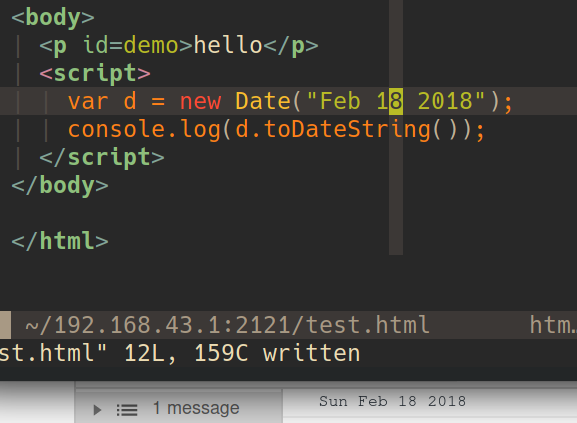 <body>
<p id=demo>hello</p>
<script>
var d = new Date("Feb 18 2018");
console.log(d.toDateString());
</script>
</body>
</html>
~/192.168.43.1:2121/test.html htm…
st.html" 12L, 159C written
1 message Sun Feb 18 2018